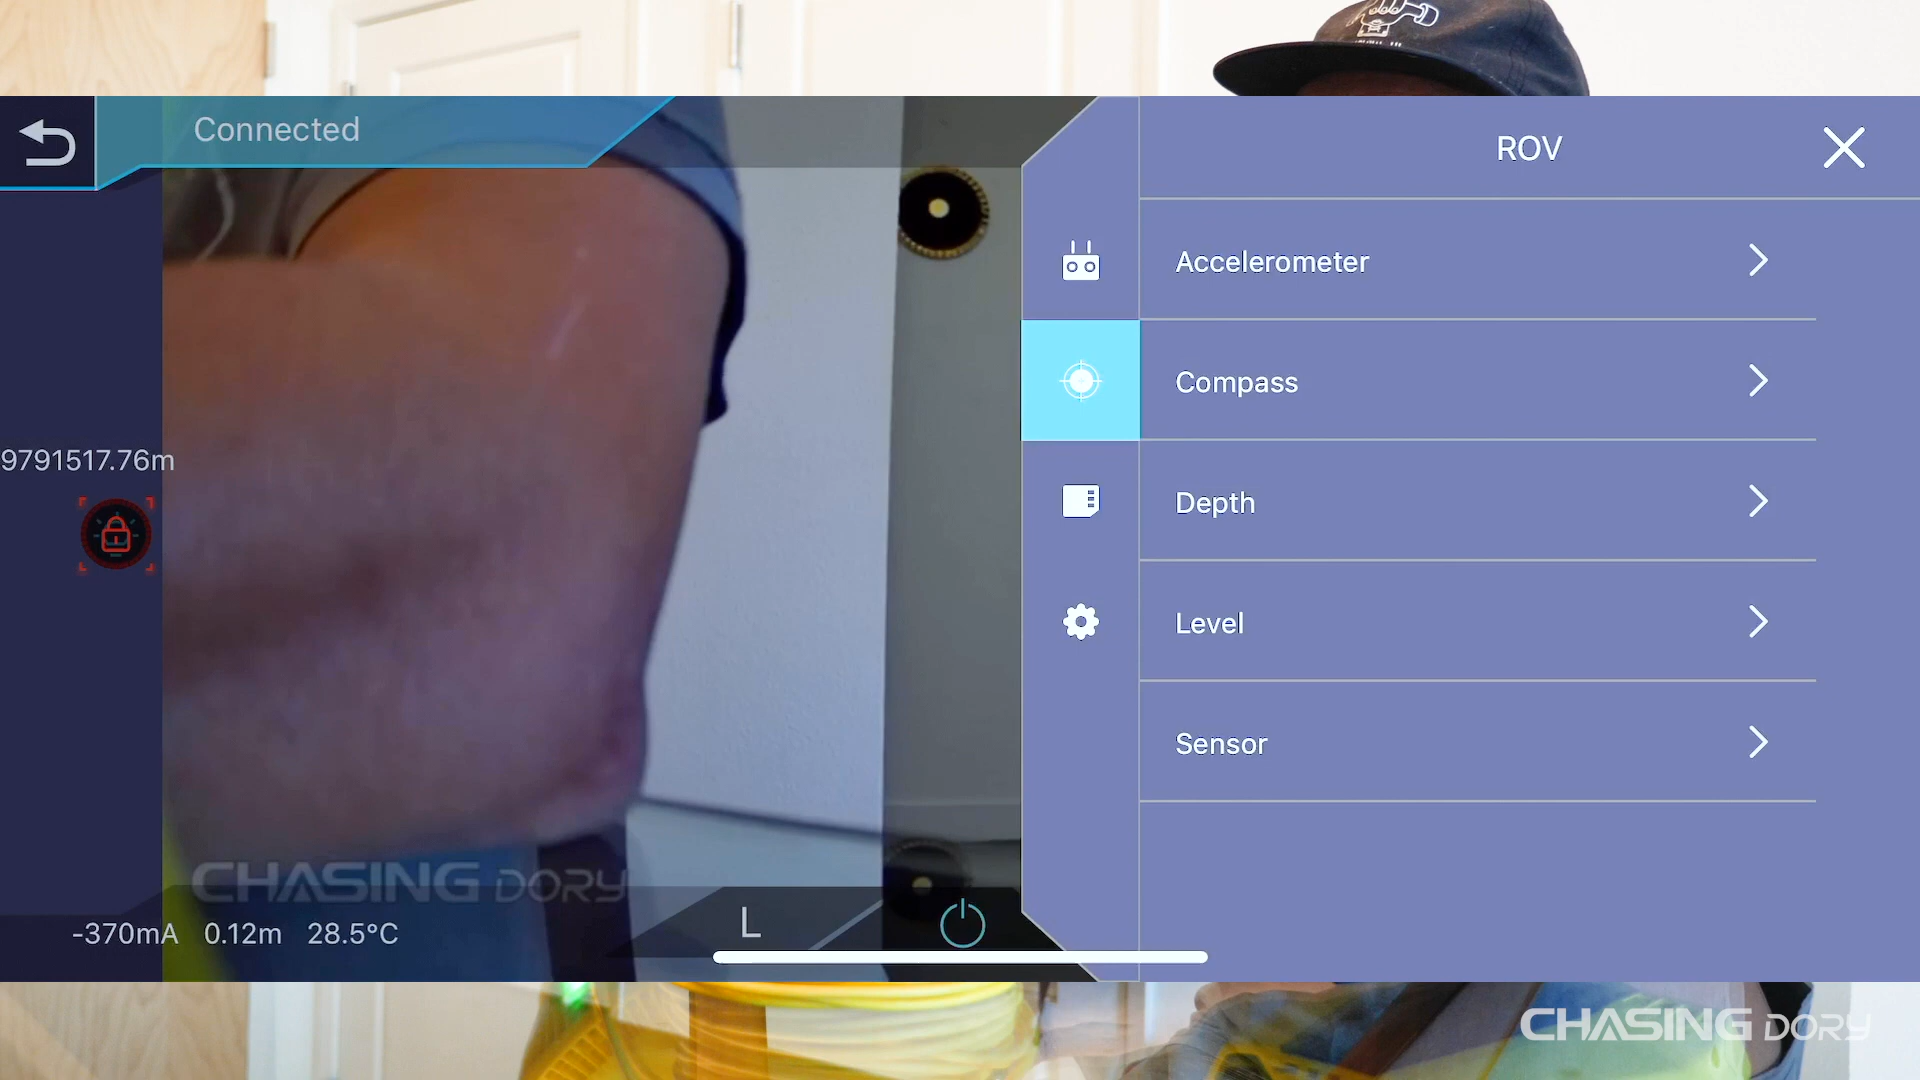 Connected
ROV
Accelerometer
Compass
9791517.76m
Depth
Level
Sensor
CHASING DORY
-370mA 0.12m 28.5°C
L
CHASING DORY